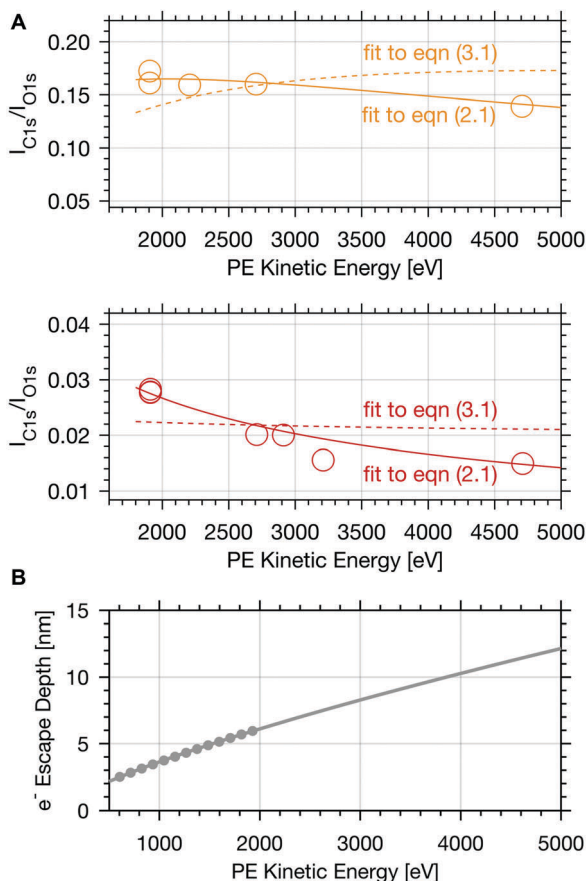 A
I_C1s/I_O1s
0.20
0.15
0.10
0.05
fit to eqn (3.1)
fit to eqn (2.1)
2000 2500 3000 3500 4000 4500 5000
PE Kinetic Energy [eV]
I_C1s/I_O1s
0.04
0.03
0.02
0.01
fit to eqn (3.1)
fit to eqn (2.1)
2000 2500 3000 3500 4000 4500 5000
PE Kinetic Energy [eV]
B
e⁻ Escape Depth [nm]
15
10
5
0
1000 2000 3000 4000 5000
PE Kinetic Energy [eV]